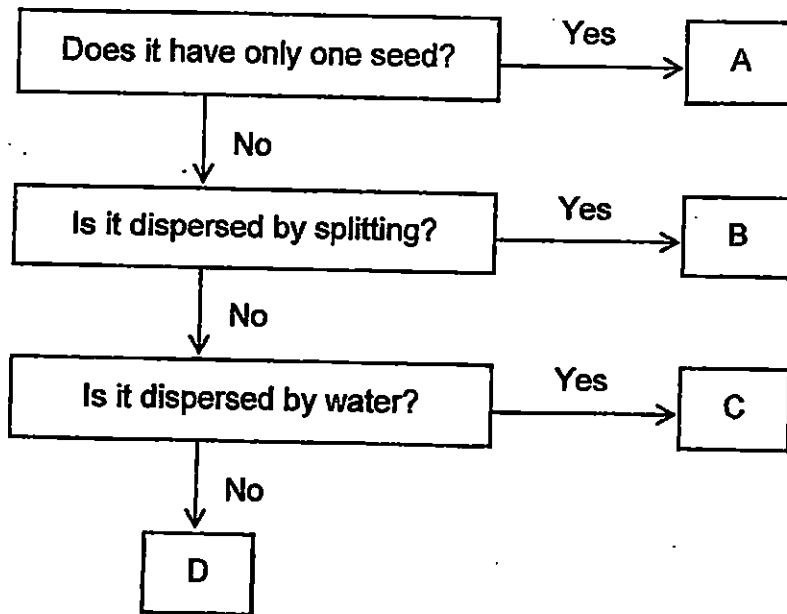 Does it have only one seed?
Yes
A
No
Is it dispersed by splitting?
Yes
B
No
Is it dispersed by water?
Yes
C
No
D